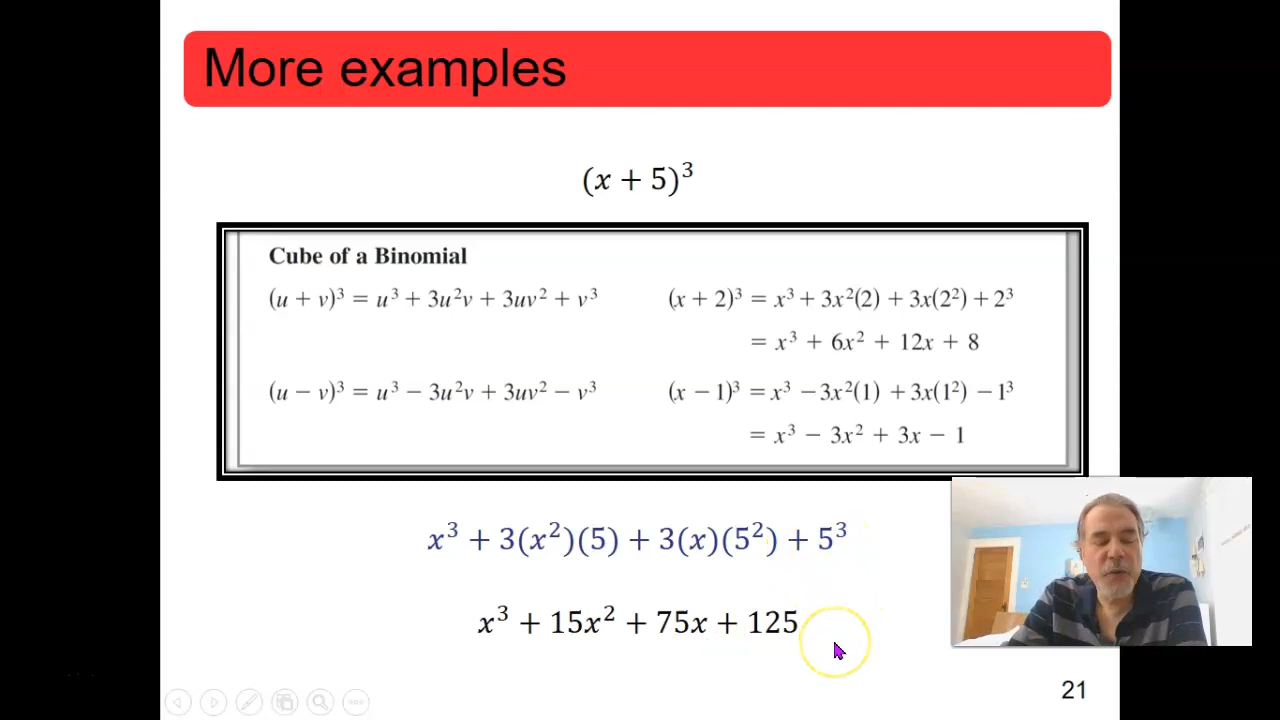 More examples
(x + 5)³
Cube of a Binomial
(u + v)³ = u³ + 3u²v + 3uv² + v³
(x + 2)³ = x³ + 3x²(2) + 3x(2²) + 2³
= x³ + 6x² + 12x + 8
(u − v)³ = u³ − 3u²v + 3uv² − v³
(x − 1)³ = x³ − 3x²(1) + 3x(1²) − 1³
= x³ − 3x² + 3x − 1
x³ + 3(x²)(5) + 3(x)(5²) + 5³
x³ + 15x² + 75x + 125
21